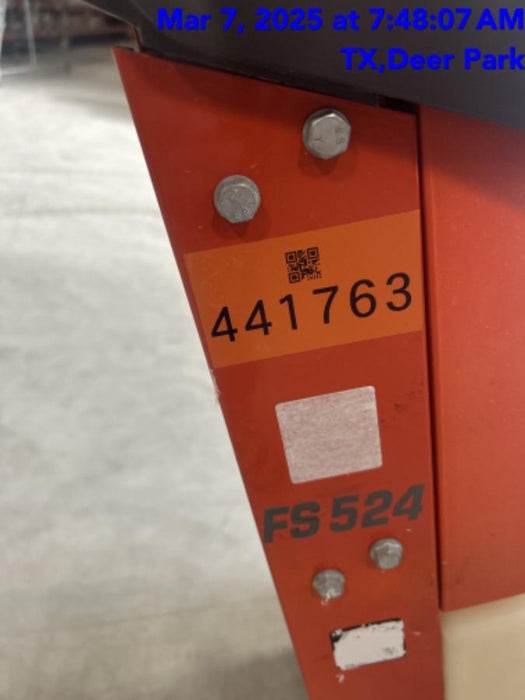 Mar 7, 2025 at 7:48:07 AM
TX,Deer Park
441763
FS 524